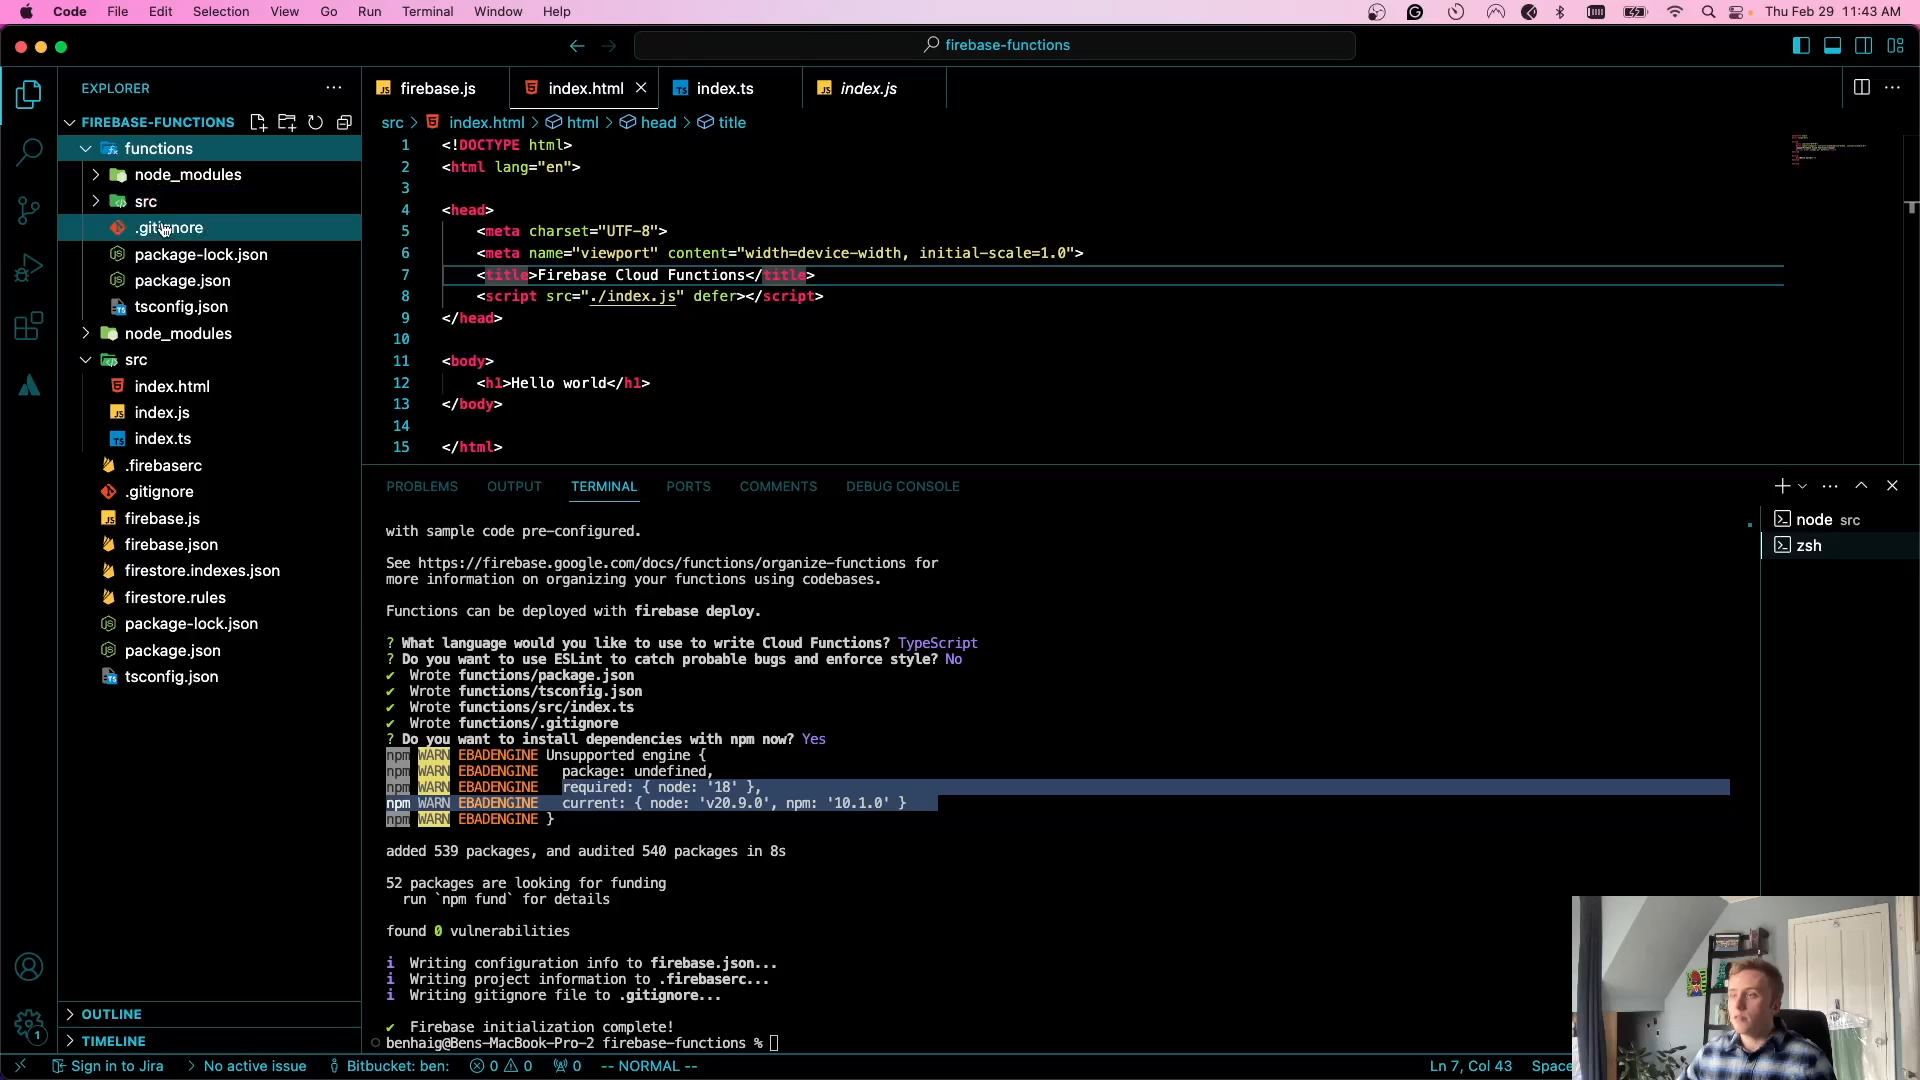 Code File Edit Selection View Go Run Terminal Window Help
Thu Feb 29 11:43 AM
firebase-functions
EXPLORER
FIREBASE-FUNCTIONS
functions
node_modules
src
.gitignore
package-lock.json
package.json
tsconfig.json
node_modules
src
index.html
index.js
index.ts
.firebaserc
.gitignore
firebase.js
firebase.json
firestore.indexes.json
firestore.rules
package-lock.json
package.json
tsconfig.json
OUTLINE
TIMELINE
firebase.js index.html index.ts index.js
src > index.html > html > head > title
1 <!DOCTYPE html>
2 <html lang="en">
3
4 <head>
5 <meta charset="UTF-8">
6 <meta name="viewport" content="width=device-width, initial-scale=1.0">
7 <title>Firebase Cloud Functions</title>
8 <script src="./index.js" defer></script>
9 </head>
10
11 <body>
12 <h1>Hello world</h1>
13 </body>
14
15 </html>
PROBLEMS OUTPUT TERMINAL PORTS COMMENTS DEBUG CONSOLE
node src
zsh
with sample code pre-configured.
See https://firebase.google.com/docs/functions/organize-functions for
more information on organizing your functions using codebases.
Functions can be deployed with firebase deploy.
? What language would you like to use to write Cloud Functions? TypeScript
? Do you want to use ESLint to catch probable bugs and enforce style? No
✔ Wrote functions/package.json
✔ Wrote functions/tsconfig.json
✔ Wrote functions/src/index.ts
✔ Wrote functions/.gitignore
? Do you want to install dependencies with npm now? Yes
npm WARN EBADENGINE Unsupported engine {
npm WARN EBADENGINE package: undefined,
npm WARN EBADENGINE required: { node: '18' },
npm WARN EBADENGINE current: { node: 'v20.9.0', npm: '10.1.0' }
npm WARN EBADENGINE }
added 539 packages, and audited 540 packages in 8s
52 packages are looking for funding
run `npm fund` for details
found 0 vulnerabilities
i Writing configuration info to firebase.json...
i Writing project information to .firebaserc...
i Writing gitignore file to .gitignore...
✔ Firebase initialization complete!
benhaig@Bens-MacBook-Pro-2 firebase-functions %
1
Sign in to Jira > No active issue Bitbucket: ben: 0 0 0 -- NORMAL -- Ln 7, Col 43 Space